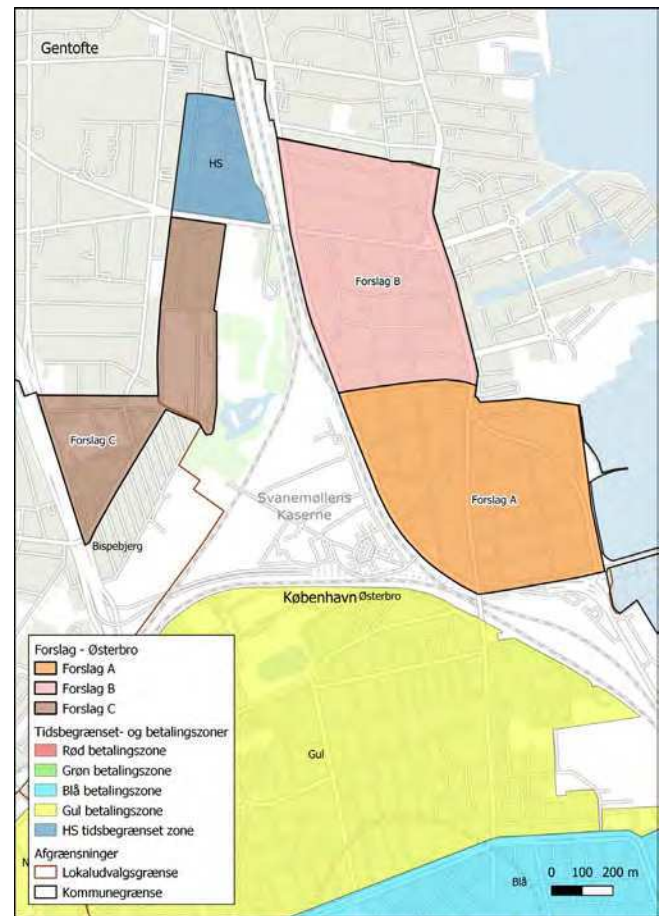 Gentofte
HS
Forslag B
Forslag C
Forslag A
Svanemøllens
Kaserne
Bispebjerg
København Østerbro
Gul
N
Blå
Forslag - Østerbro
Forslag A
Forslag B
Forslag C
Tidsbegrænset- og betalingszoner
Rød betalingszone
Grøn betalingszone
Blå betalingszone
Gul betalingszone
HS tidsbegrænset zone
Afgrænsninger
Lokaludvalgsgrænse
Kommunegrænse
0 100 200 m